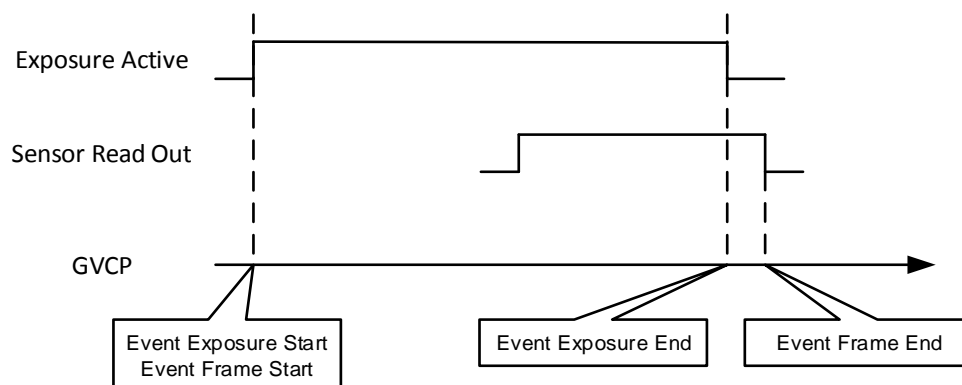 Exposure Active
Sensor Read Out
GVCP
Event Exposure Start
Event Frame Start
Event Exposure End
Event Frame End